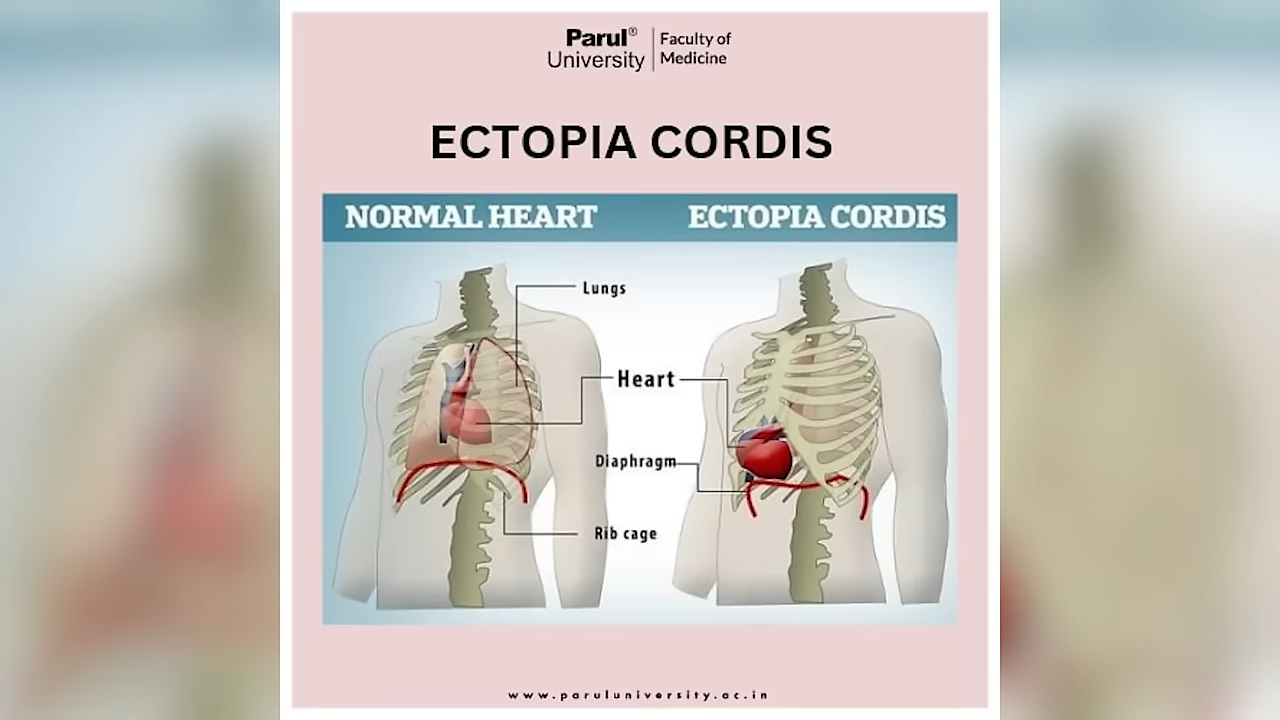 Parul®
University
Faculty of
Medicine
ECTOPIA CORDIS
NORMAL HEART
ECTOPIA CORDIS
Lungs
Heart
Diaphragm
Rib cage
www.paruluniversity.ac.in